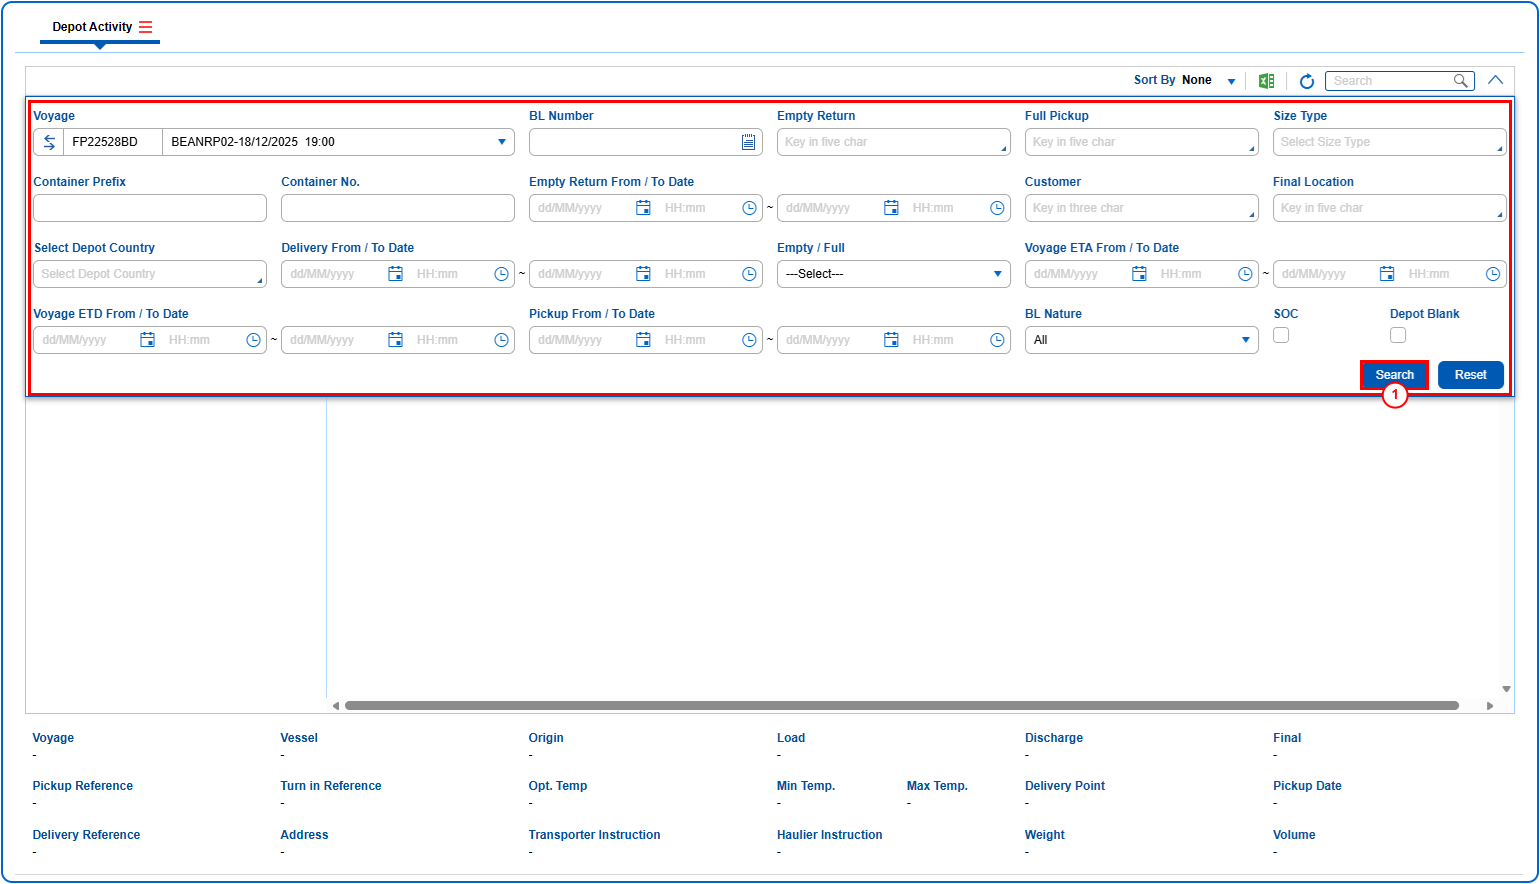 Depot Activity
Sort By None Search
Voyage BL Number Empty Return Full Pickup Size Type
FP22528BD BEANRP02-18/12/2025 19:00 Key in five char Key in five char Select Size Type
Container Prefix Container No. Empty Return From / To Date Customer Final Location
dd/MM/yyyy HH:mm ~ dd/MM/yyyy HH:mm Key in three char Key in five char
Select Depot Country Delivery From / To Date Empty / Full Voyage ETA From / To Date
Select Depot Country dd/MM/yyyy HH:mm ~ dd/MM/yyyy HH:mm ---Select--- dd/MM/yyyy HH:mm ~ dd/MM/yyyy HH:mm
Voyage ETD From / To Date Pickup From / To Date BL Nature SOC Depot Blank
dd/MM/yyyy HH:mm ~ dd/MM/yyyy HH:mm dd/MM/yyyy HH:mm ~ dd/MM/yyyy HH:mm All
Search Reset
1
Voyage Vessel Origin Load Discharge Final
- - - - - -
Pickup Reference Turn in Reference Opt. Temp Min Temp. Max Temp. Delivery Point Pickup Date
- - - - - - -
Delivery Reference Address Transporter Instruction Haulier Instruction Weight Volume
- - - - - -